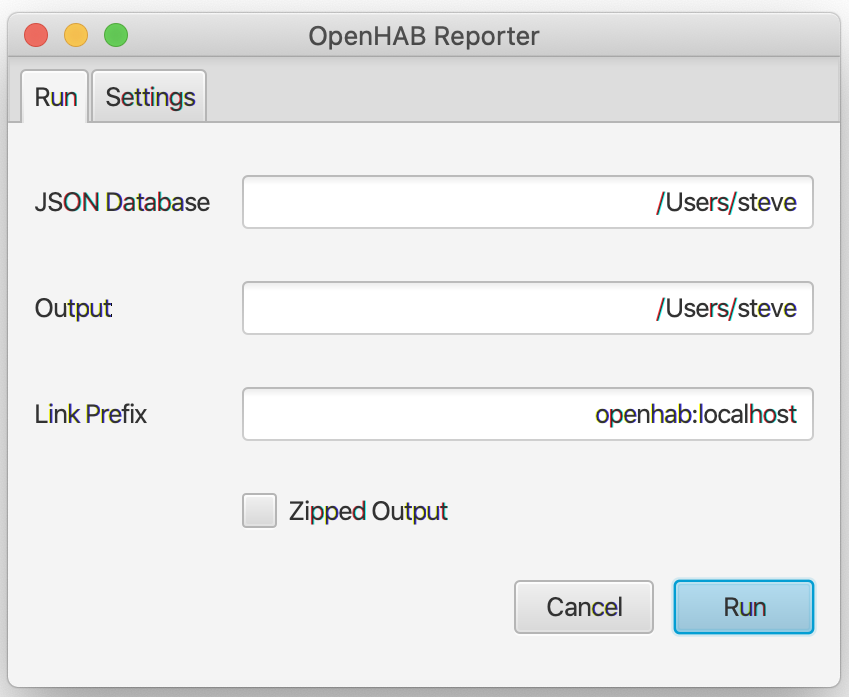 OpenHAB Reporter
Run Settings
JSON Database /Users/steve
Output /Users/steve
Link Prefix openhab:localhost
Zipped Output
Cancel Run